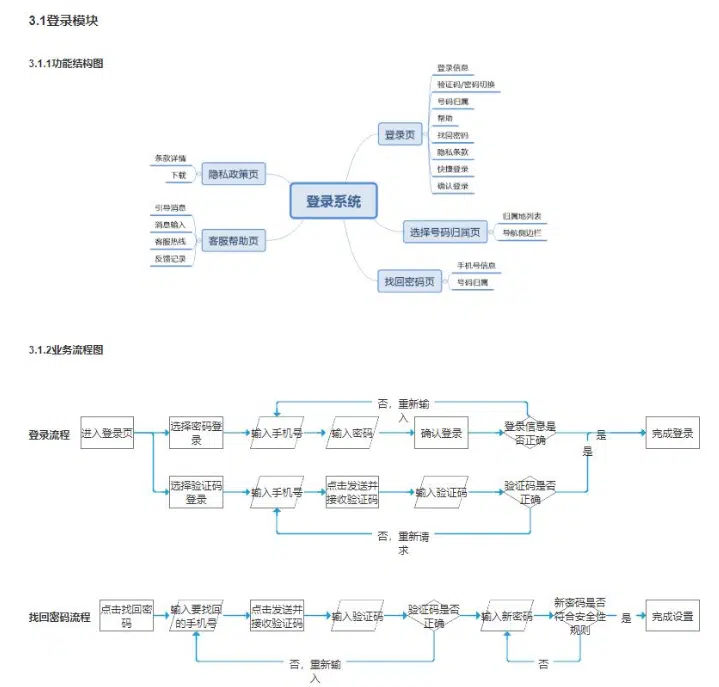 3.1登录模块
3.1.1功能结构图
登录信息
验证码/密码切换
号码归属
帮助
找回密码
隐私条款
快捷登录
确认登录
登录页
条款详情
下载
隐私政策页
登录系统
引导消息
消息输入
客服热线
反馈记录
客服帮助页
选择号码归属页
归属地列表
导航侧边栏
找回密码页
手机号信息
号码归属
3.1.2业务流程图
否，重新输
入
登录流程
进入登录页
选择密码登
录
输入手机号
输入密码
确认登录
登录信息是
否正确
是
是
完成登录
选择验证码
登录
输入手机号
点击发送并
接收验证码
输入验证码
验证码是否
正确
否，重新请
求
找回密码流程
点击找回密
码
输入要找回
的手机号
点击发送并
接收验证码
输入验证码
验证码是否
正确
输入新密码
新密码是否
符合安全性
规则
是
完成设置
否，重新输
入
否